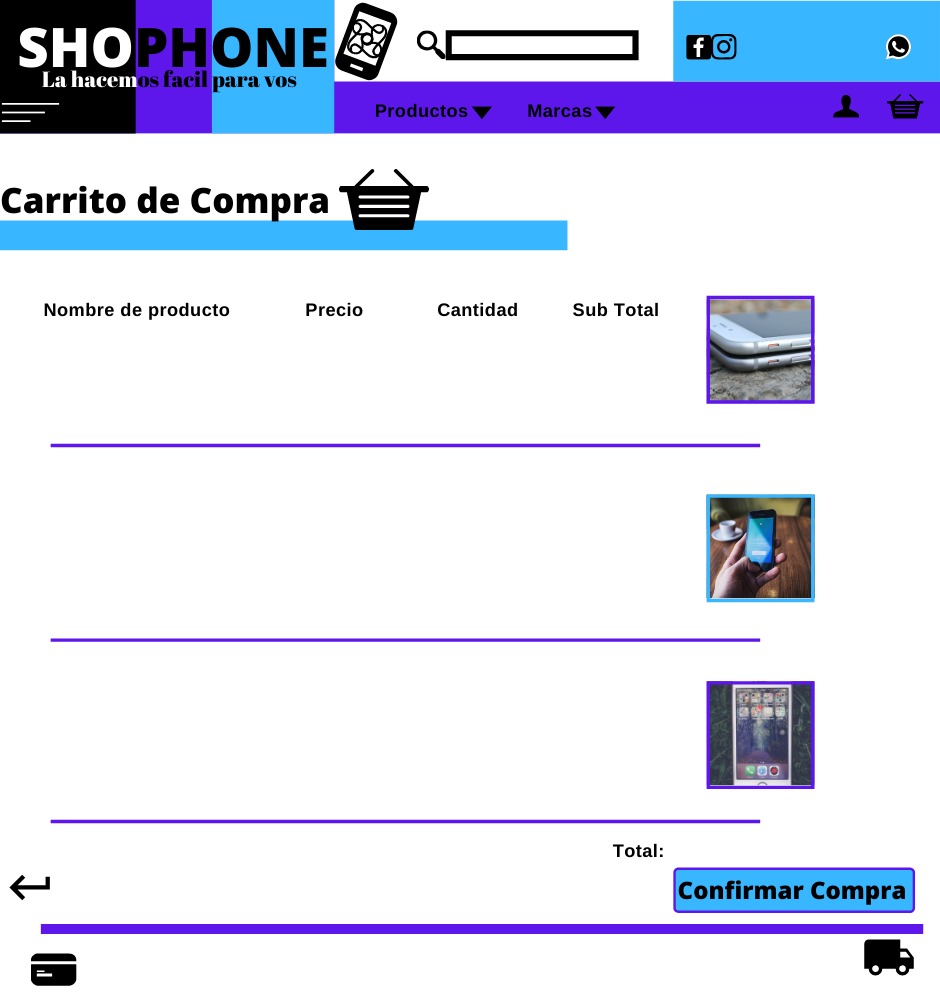 SHOPHONE
La hacemos facil para vos
Productos
Marcas
Carrito de Compra
Nombre de producto Precio Cantidad Sub Total
Total:
Confirmar Compra